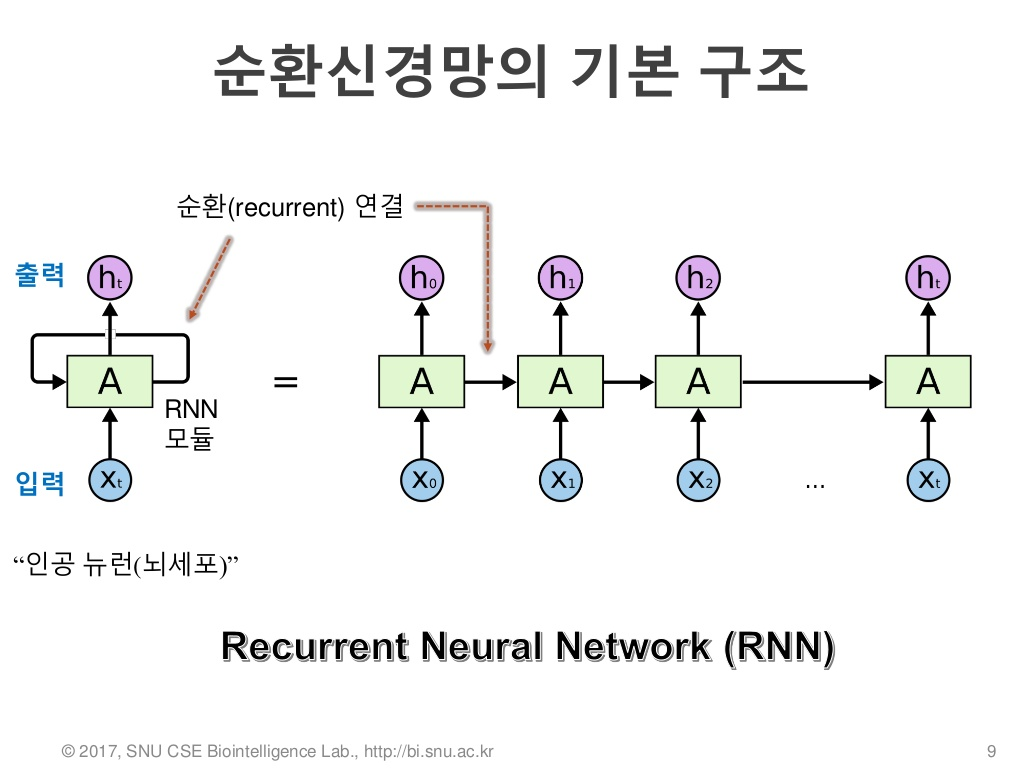 순환신경망의 기본 구조
순환(recurrent) 연결
출력
hₜ
h₀
h₁
h₂
hₜ
A
=
A
A
A
A
RNN
모듈
입력
xₜ
x₀
x₁
x₂
...
xₜ
“인공 뉴런(뇌세포)”
Recurrent Neural Network (RNN)
© 2017, SNU CSE Biointelligence Lab., http://bi.snu.ac.kr
9